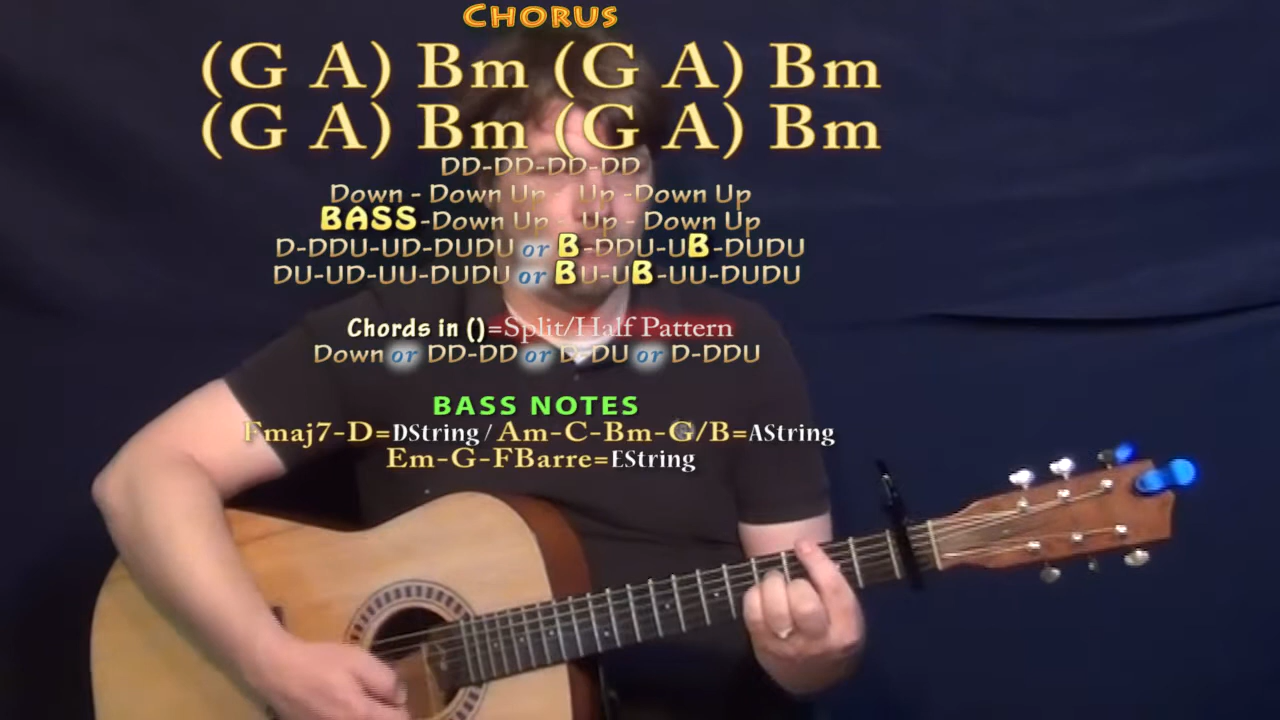 CHORUS
(G A) Bm (G A) Bm
(G A) Bm (G A) Bm
DD-DD-DD-DD
Down - Down Up - Up -Down Up
BASS-Down Up - Up - Down Up
D-DDU-UD-DUDU or B-DDU-UB-DUDU
DU-UD-UU-DUDU or BU-UB-UU-DUDU
Chords in ()=Split/Half Pattern
Down or DD-DD or D-DU or D-DDU
BASS NOTES
Fmaj7-D=DString / Am-C-Bm-G/B=AString
Em-G-FBarre=EString